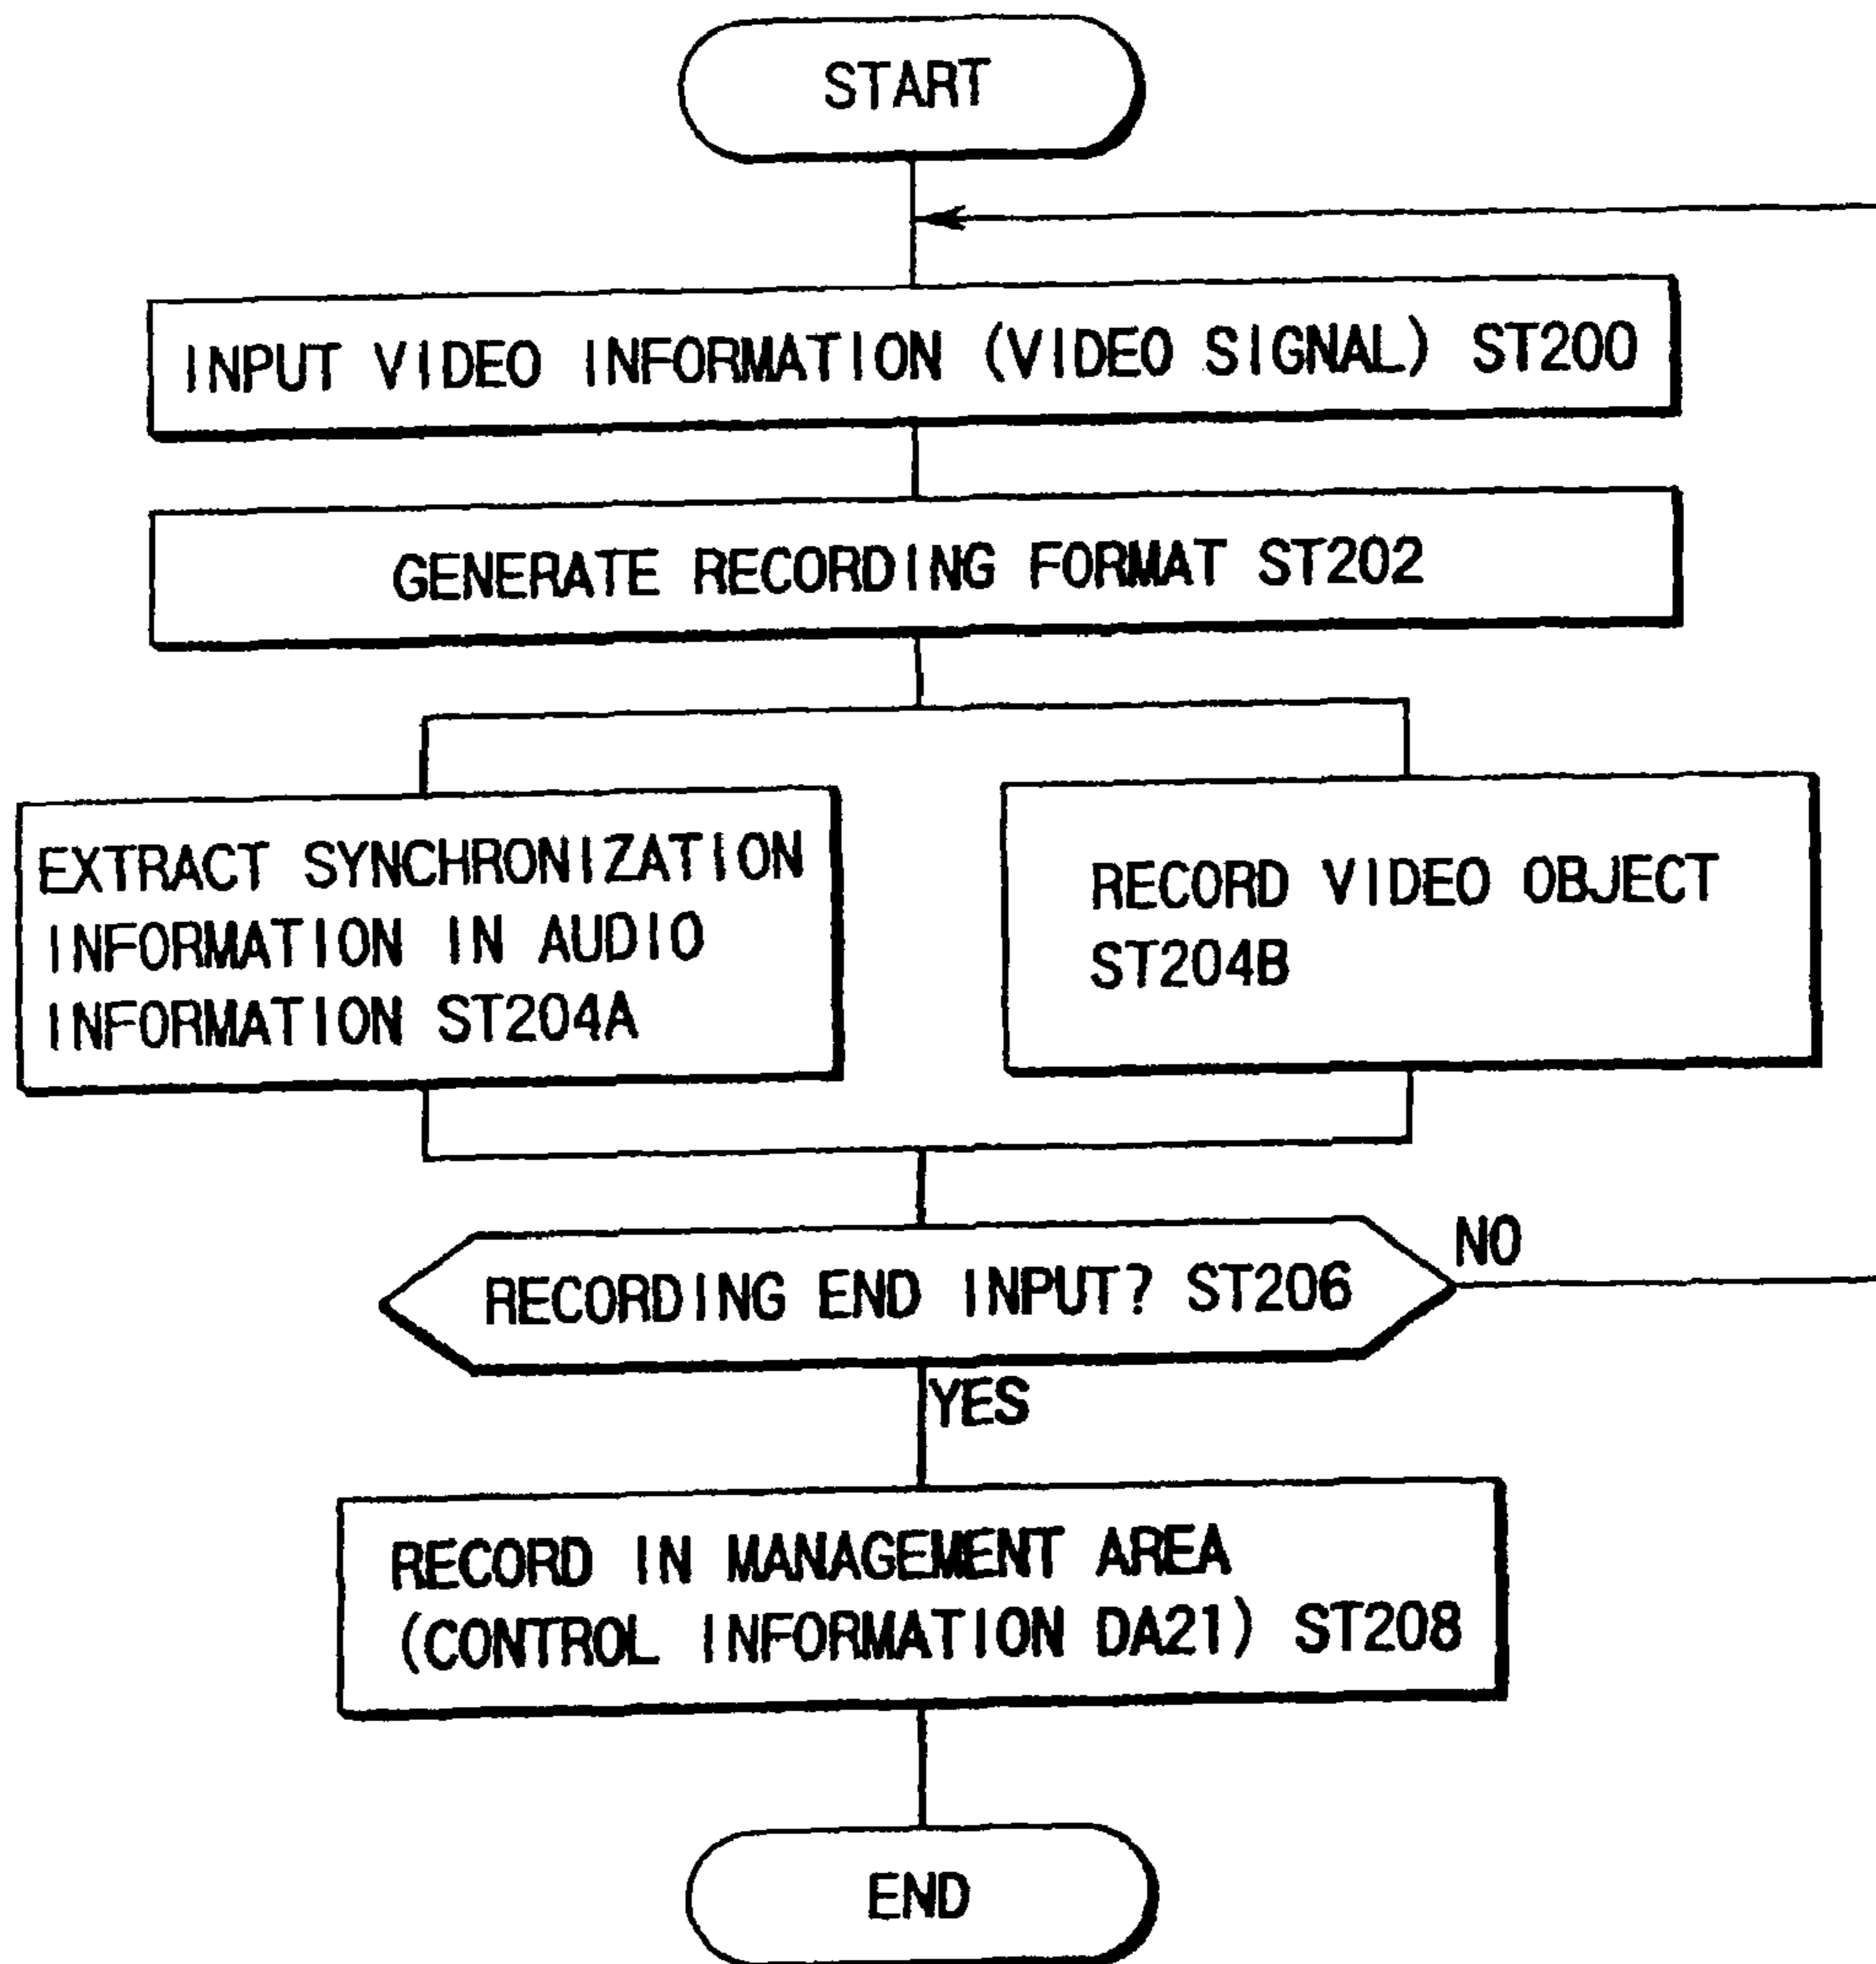 START
INPUT VIDEO INFORMATION (VIDEO SIGNAL) ST200
GENERATE RECORDING FORMAT ST202
EXTRACT SYNCHRONIZATION
INFORMATION IN AUDIO
INFORMATION ST204A
RECORD VIDEO OBJECT
ST204B
RECORDING END INPUT? ST206
NO
YES
RECORD IN MANAGEMENT AREA
(CONTROL INFORMATION DA21) ST208
END